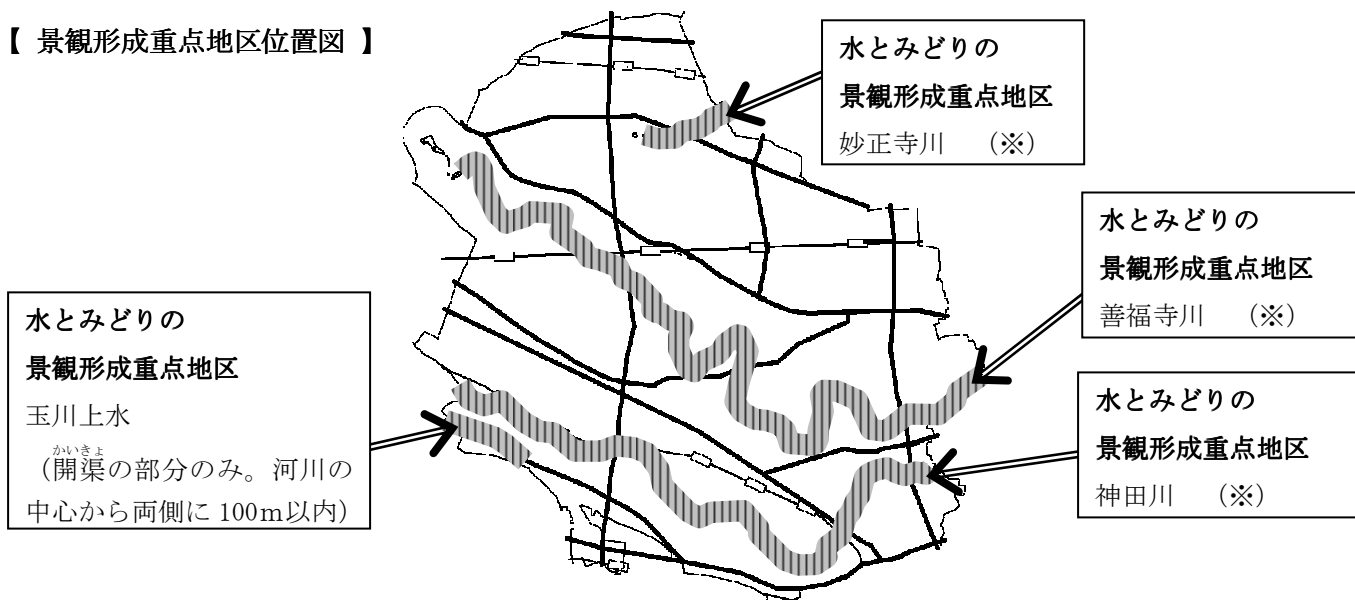 【 景観形成重点地区位置図 】
水とみどりの
景観形成重点地区
妙正寺川 （※）
水とみどりの
景観形成重点地区
善福寺川 （※）
水とみどりの
景観形成重点地区
玉川上水
かいきょ
（開渠の部分のみ。河川の
中心から両側に 100m以内）
水とみどりの
景観形成重点地区
神田川 （※）